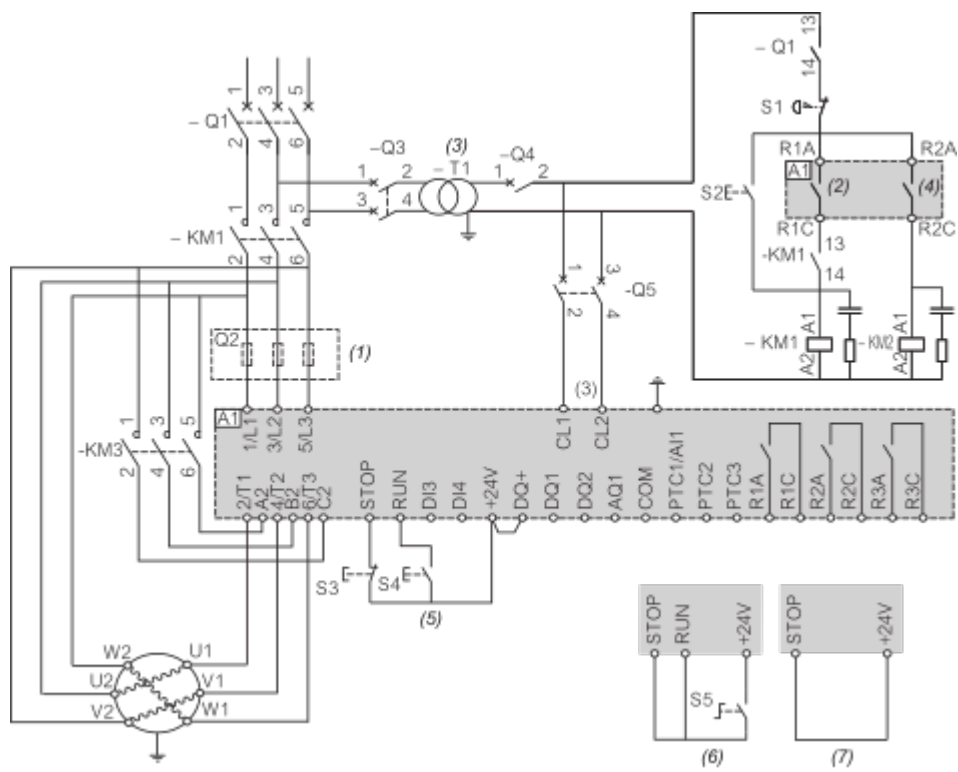 13
– Q1
14
1 3 5
– Q1
2 4 6
S1
(3)
–Q3
– T1
–Q4
1 2
1 2
3 4
R1A R2A
A1
S2
(2)
(4)
R1C R2C
1 3 5
– KM1
2 4 6
-KM1
13
14
1 3
-Q5
2 4
Q2
(1)
A1 A1
– KM1
– KM2
A2 A2
(3)
A1
1/L1 3/L2 5/L3 CL1 CL2
1 3 5
-KM3
2 4 6
2/T1 A2 4/T2 B2 6/T3 C2 STOP RUN DI3 DI4 +24V DQ+ DQ1 DQ2 AQ1 COM PTC1/AI1 PTC2 PTC3 R1A R1C R2A R2C R3A R3C
S3 S4
(5)
STOP RUN +24V
STOP +24V
W2 U1
U2 V1
V2 W1
S5
(6)
(7)